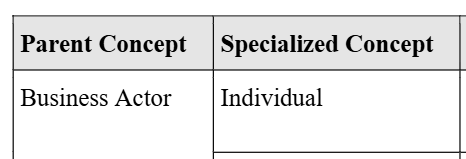 Parent Concept Specialized Concept
Business Actor Individual